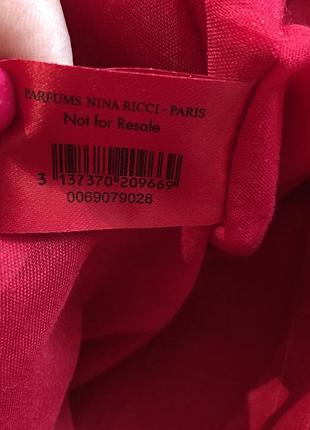 PARFUMS NINA RICCI - PARIS
Not for Resale
3 137370 209669
0069079028